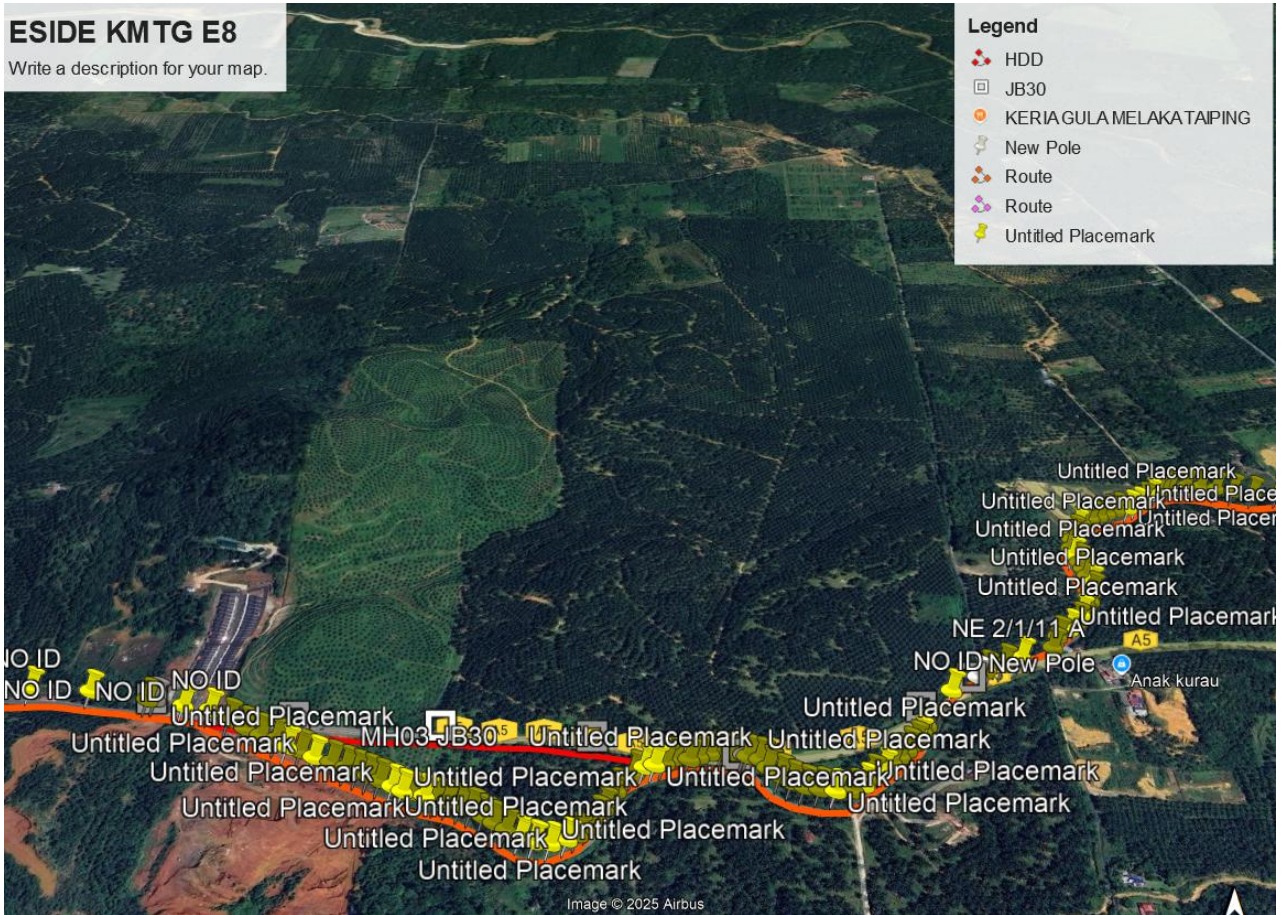 ESIDE KMTG E8
Write a description for your map.
Legend
HDD
JB30
KERIA GULA MELAKA TAIPING
New Pole
Route
Route
Untitled Placemark
Untitled Placemark
Untitled Placemark
Untitled Place
Untitled Placemark
Untitled Placem
Untitled Placemark
Untitled Placemark
Untitled Placemark
NE 2/1/11 A
A5
NO ID
New Pole
Anak kurau
NO ID
NO ID
NO ID
NO ID
Untitled Placemark
Untitled Placemark
MH03-JB30
Untitled Placemark
Untitled Placemark
Untitled Placemark
Untitled Placemark
Untitled Placemark
Untitled Placemark
Untitled Placemark
Untitled Placemark
Untitled Placemark
Untitled Placemark
Untitled Placemark
Untitled Placemark
Untitled Placemark
Untitled Placemark
Image © 2025 Airbus